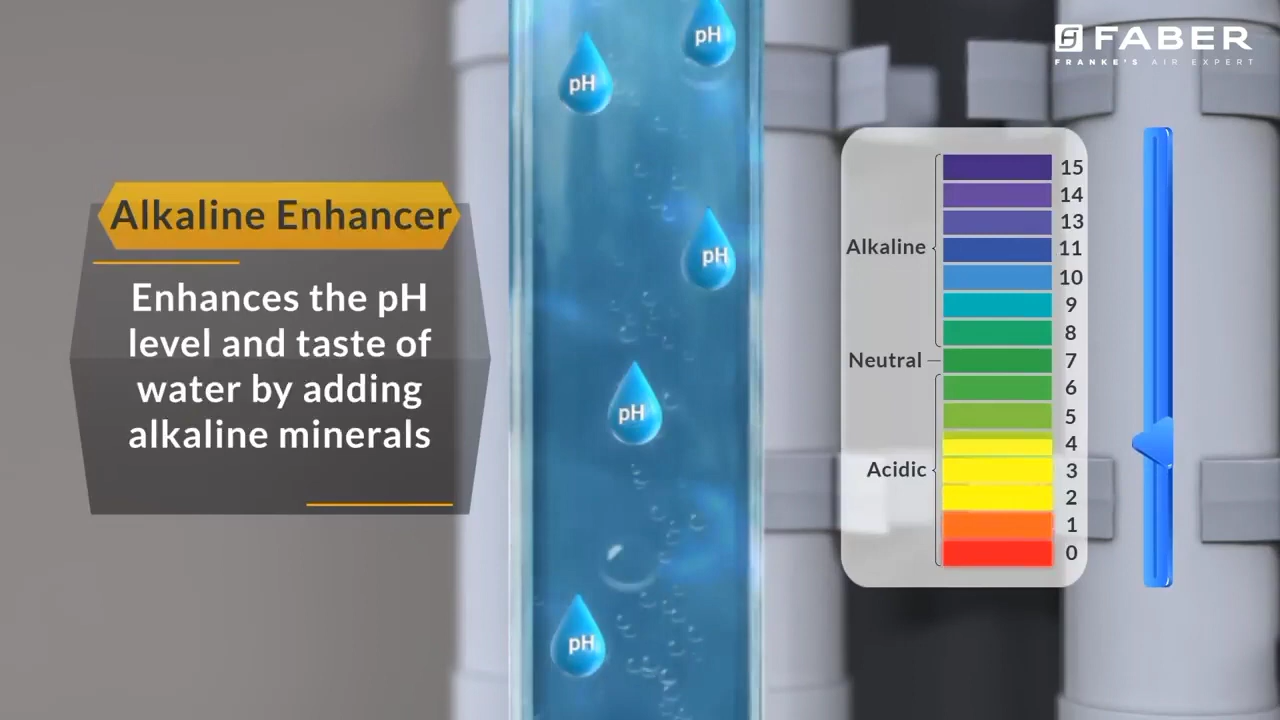 FABER
FRANKE'S AIR EXPERT
pH
pH
pH
pH
pH
Alkaline Enhancer
Enhances the pH
level and taste of
water by adding
alkaline minerals
Alkaline
Neutral
Acidic
15
14
13
11
10
9
8
7
6
5
4
3
2
1
0